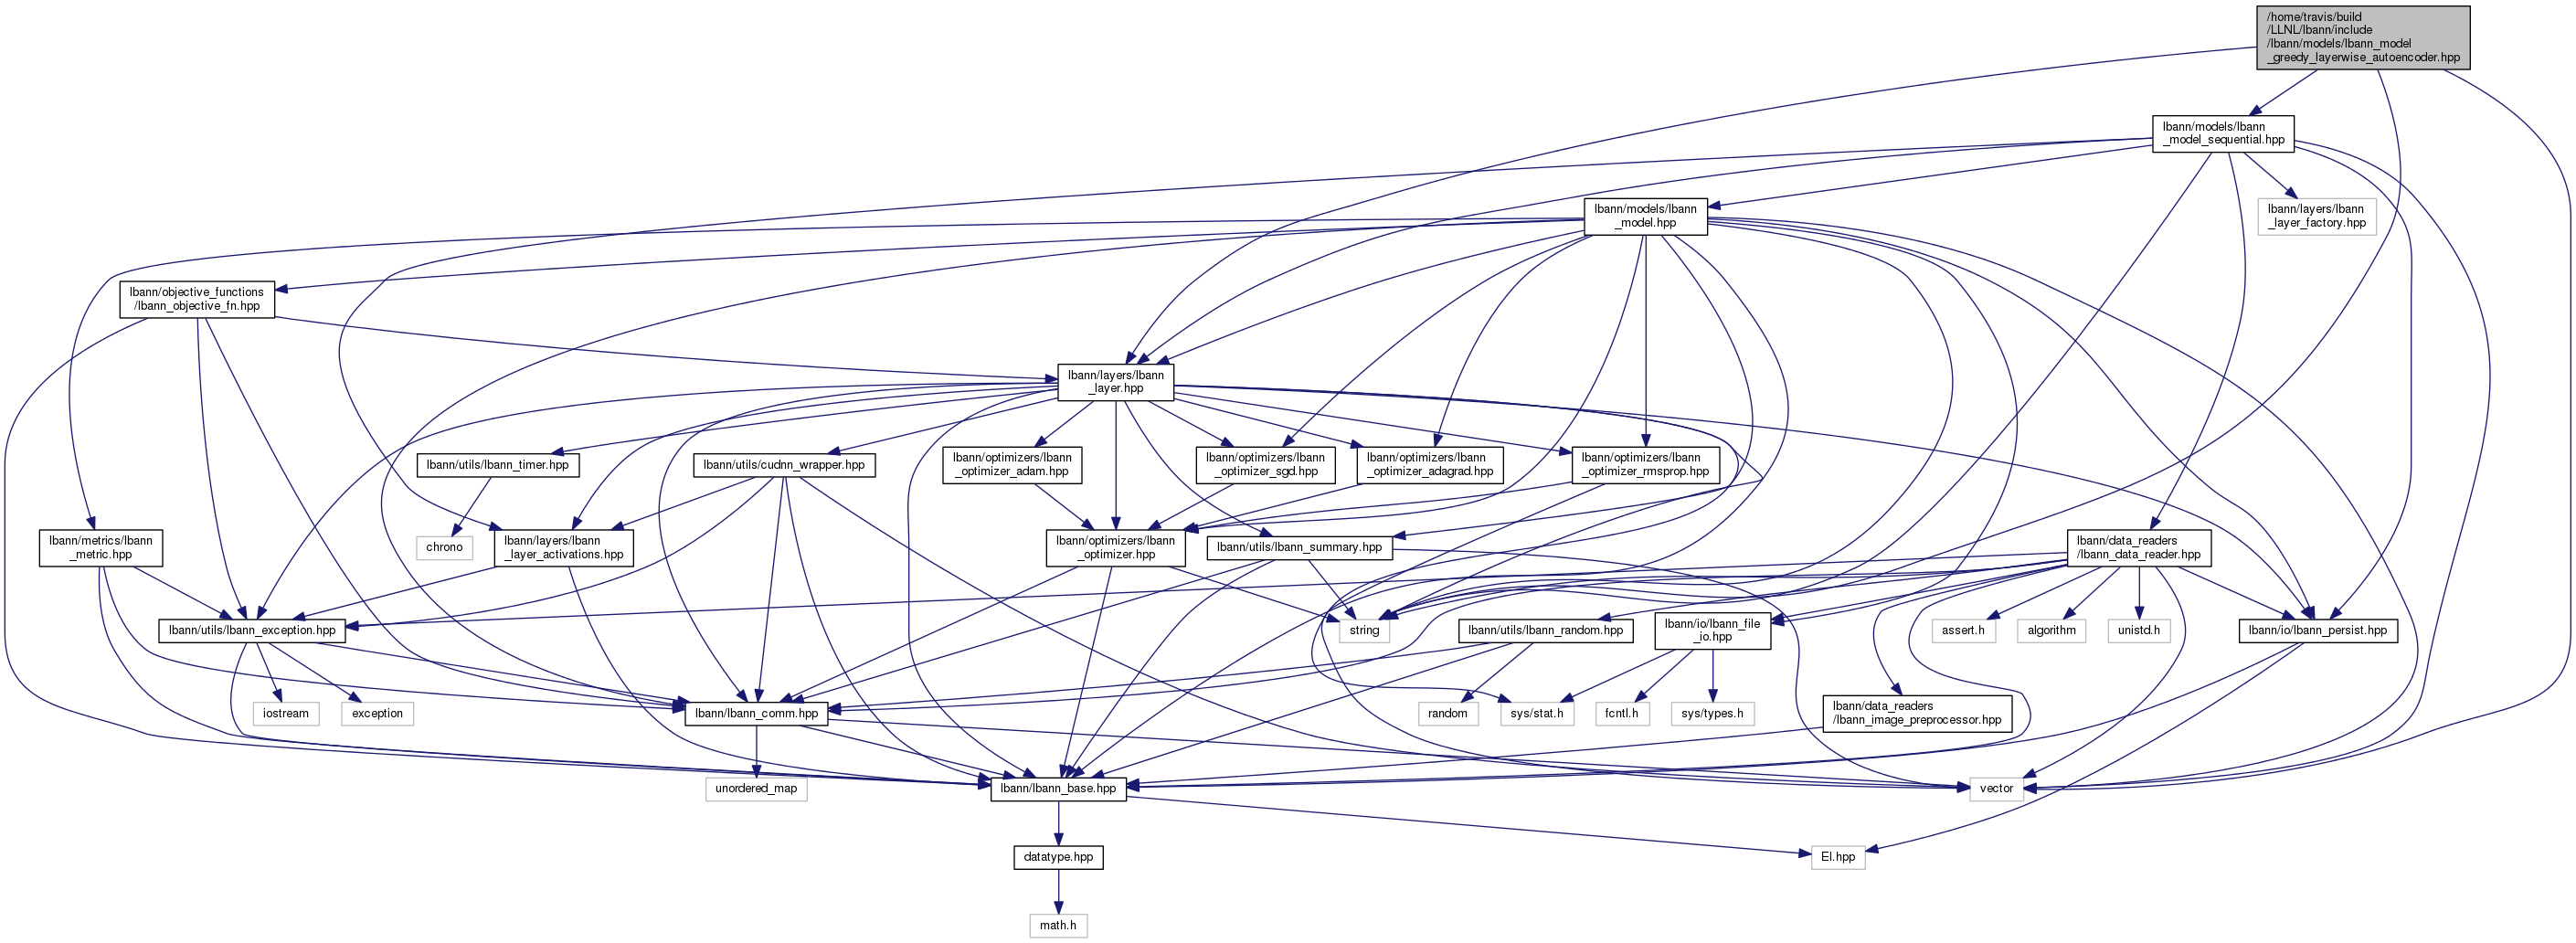 /home/travis/build
/LLNL/lbann/include
/lbann/models/lbann_model
_greedy_layerwise_autoencoder.hpp
lbann/models/lbann
_model_sequential.hpp
lbann/models/lbann
_model.hpp
lbann/layers/lbann
_layer_factory.hpp
lbann/objective_functions
/lbann_objective_fn.hpp
lbann/layers/lbann
_layer.hpp
lbann/utils/lbann_timer.hpp
lbann/utils/cudnn_wrapper.hpp
lbann/optimizers/lbann
_optimizer_adam.hpp
lbann/optimizers/lbann
_optimizer_sgd.hpp
lbann/optimizers/lbann
_optimizer_adagrad.hpp
lbann/optimizers/lbann
_optimizer_rmsprop.hpp
lbann/metrics/lbann
_metric.hpp
chrono
lbann/layers/lbann
_layer_activations.hpp
lbann/optimizers/lbann
_optimizer.hpp
lbann/utils/lbann_summary.hpp
lbann/data_readers
/lbann_data_reader.hpp
lbann/utils/lbann_exception.hpp
string
lbann/utils/lbann_random.hpp
lbann/io/lbann_file
_io.hpp
assert.h
algorithm
unistd.h
lbann/io/lbann_persist.hpp
iostream
exception
lbann/lbann_comm.hpp
random
sys/stat.h
fcntl.h
sys/types.h
lbann/data_readers
/lbann_image_preprocessor.hpp
unordered_map
lbann/lbann_base.hpp
vector
datatype.hpp
El.hpp
math.h